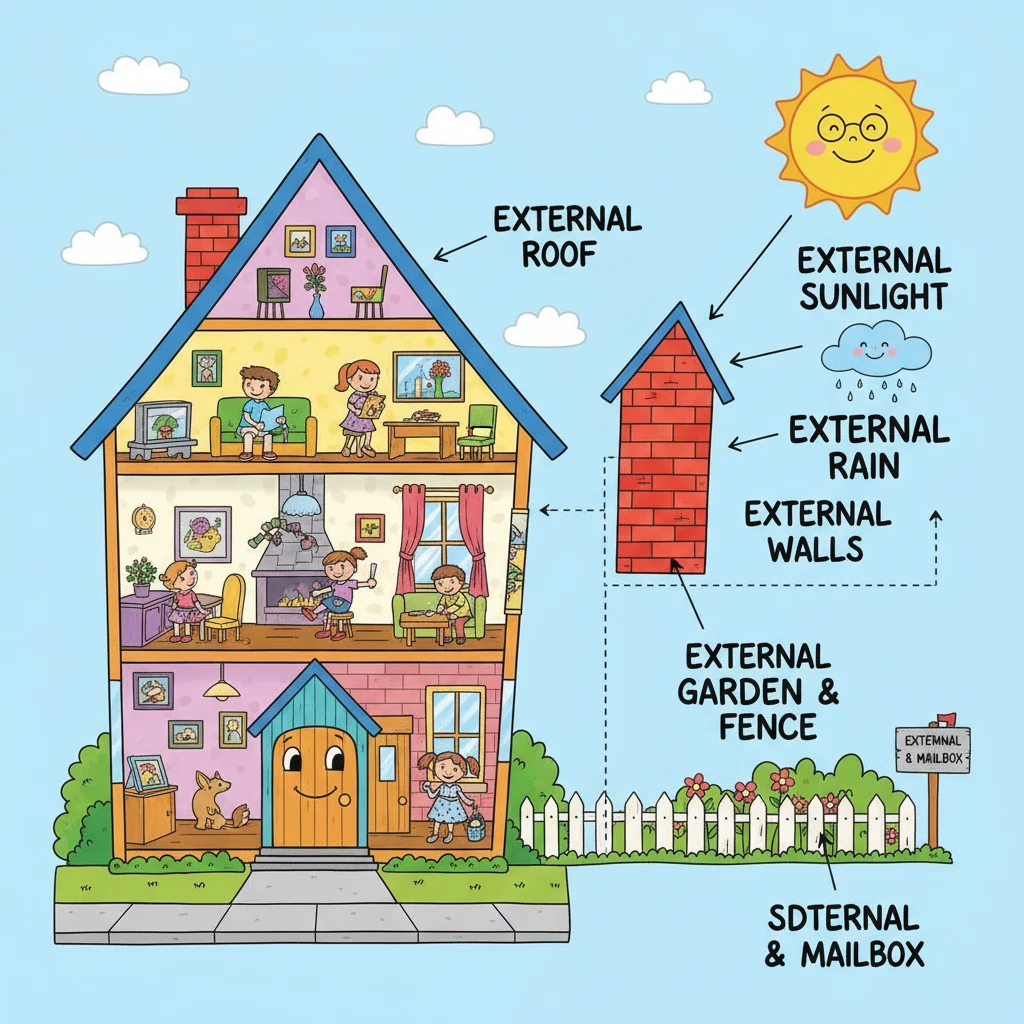 EXTERNAL
ROOF
EXTERNAL
SUNLIGHT
EXTERNAL
RAIN
EXTERNAL
WALLS
EXTERNAL
GARDEN &
FENCE
EXTEMNAL
& MAILBOX
SDTERNAL
& MAILBOX